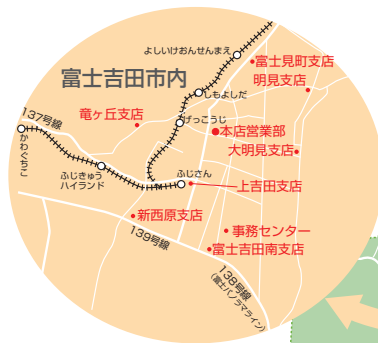 よしいけおんせんまえ
富士見町支店
明見支店
富士吉田市内
しもよしだ
竜ヶ丘支店
げっこうじ
137号線
本店営業部
大明見支店
かわぐちこ
ふじきゅう
ハイランド
ふじさん
上吉田支店
新西原支店
139号線
事務センター
富士吉田南支店
138号線
(富士パノラマライン)